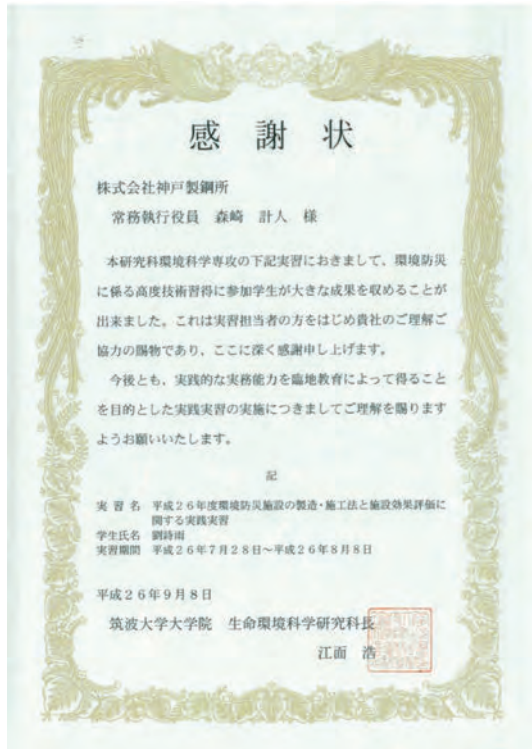 感謝状
株式会社神戸製鋼所
常務執行役員 森崎 計人 様
本研究科環境科学専攻の下記実習におきまして、環境防災
に係る高度技術習得に参加学生が大きな成果を収めることが
出来ました。これは実習担当者の方をはじめ貴社のご理解ご
協力の賜物であり、ここに深く感謝申し上げます。
今後とも、実践的な実務能力を臨地教育によって得ること
を目的とした実践実習の実施につきましてご理解を賜ります
ようお願いいたします。
記
実習名 平成26年度環境防災施設の製造・施工法と施設効果評価に
関する実践実習
学生氏名 劉詩雨
実習期間 平成26年7月28日～平成26年8月8日
平成26年9月8日
筑波大学大学院 生命環境科学研究科長
江面 浩